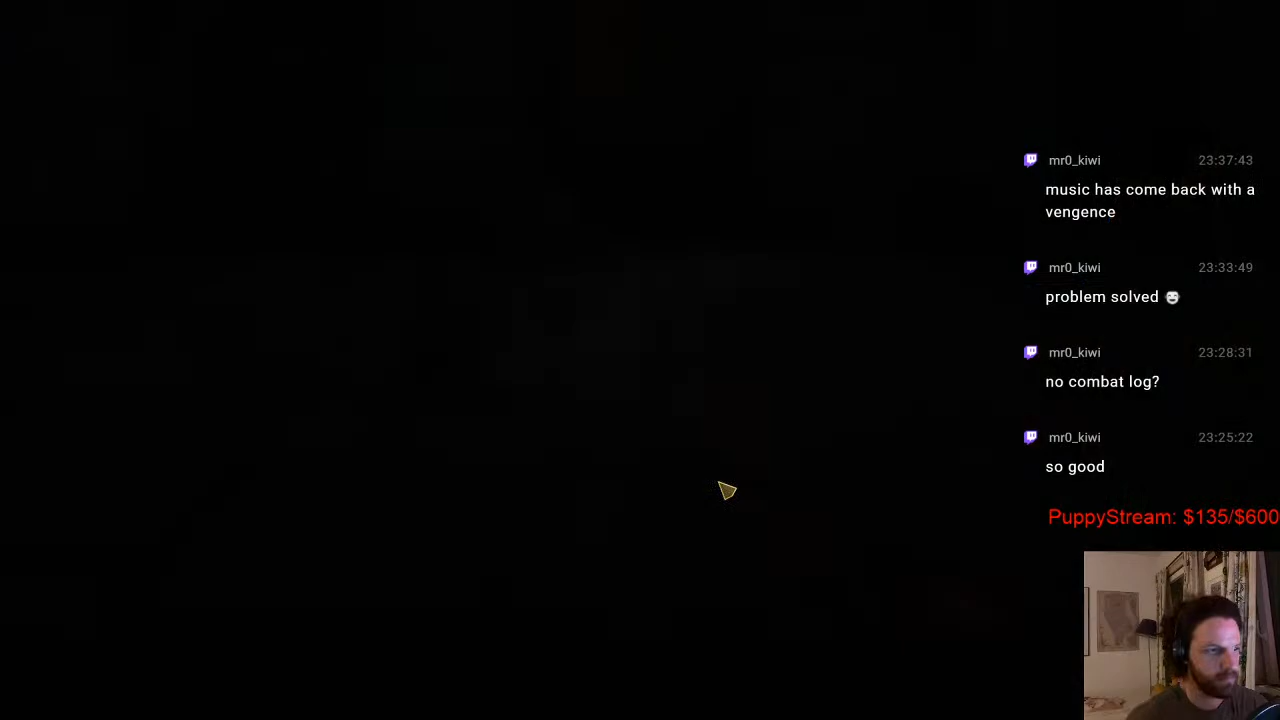 mr0_kiwi 23:37:43
music has come back with a
vengence
mr0_kiwi 23:33:49
problem solved
mr0_kiwi 23:28:31
no combat log?
mr0_kiwi 23:25:22
so good
PuppyStream: $135/$600